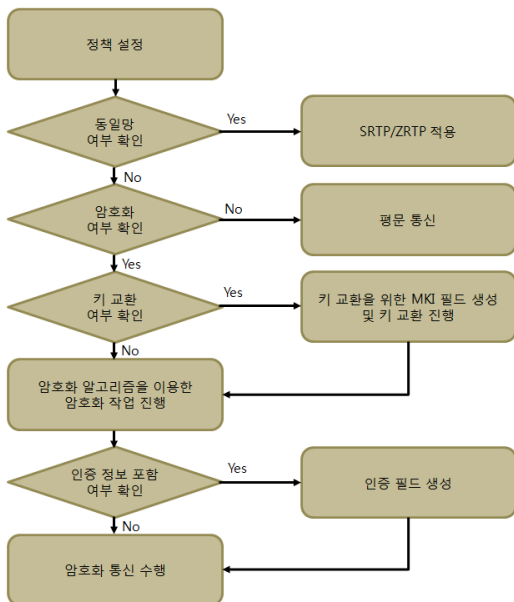 정책 설정
동일망
여부 확인
Yes
SRTP/ZRTP 적용
No
암호화
여부 확인
No
평문 통신
Yes
키 교환
여부 확인
Yes
키 교환을 위한 MKI 필드 생성
및 키 교환 진행
No
암호화 알고리즘을 이용한
암호화 작업 진행
인증 정보 포함
여부 확인
Yes
인증 필드 생성
No
암호화 통신 수행